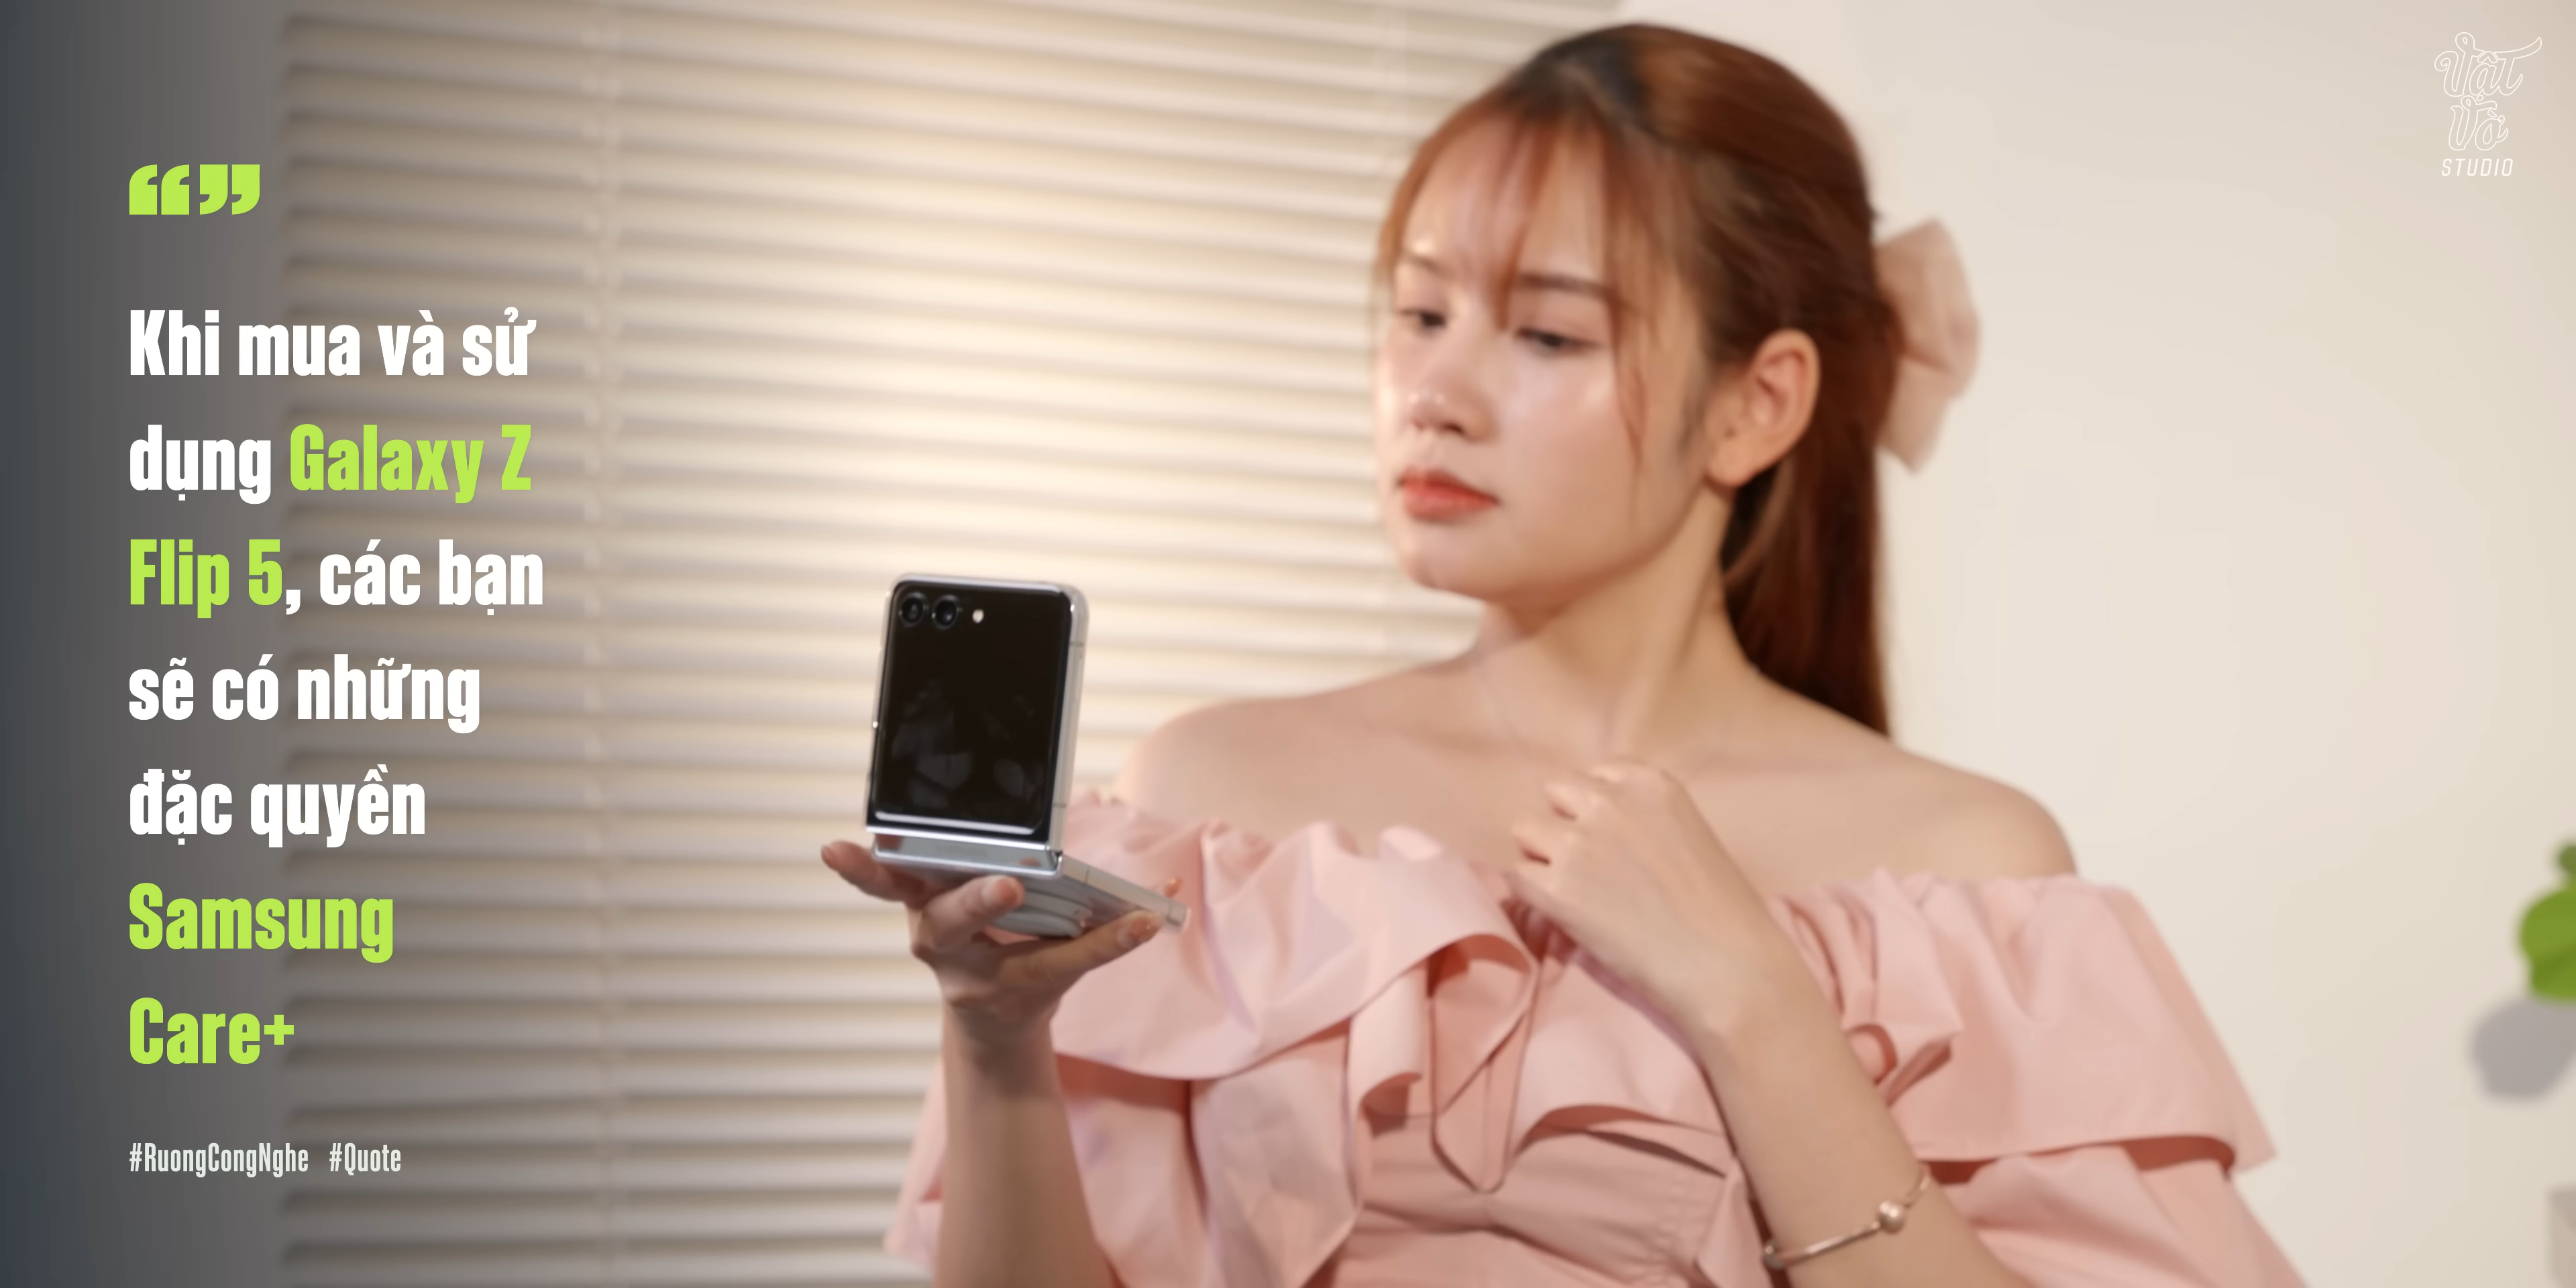 “”
Khi mua và sử
dụng Galaxy Z
Flip 5, các bạn
sẽ có những
đặc quyền
Samsung
Care+
#RuongCongNghe #Quote
Vật
Vờ
STUDIO